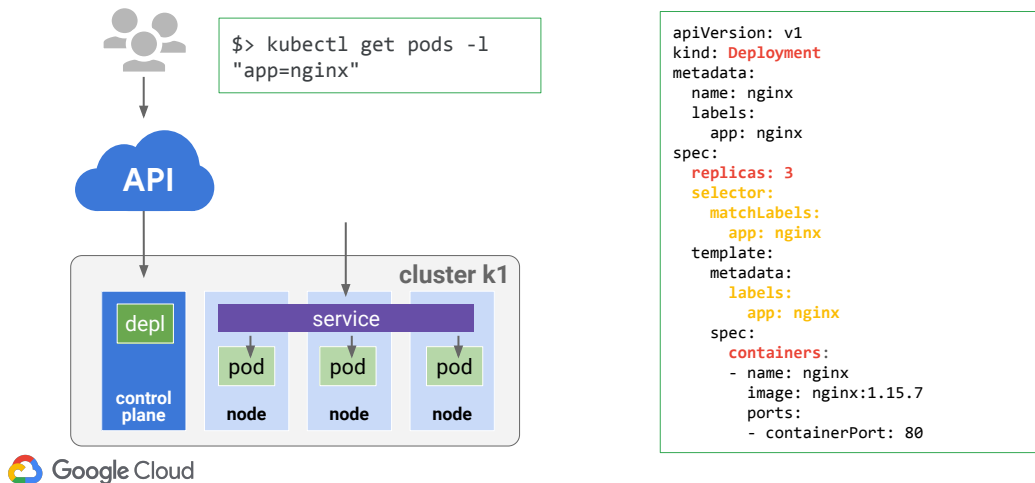 $> kubectl get pods -l
"app=nginx"
API
cluster k1
depl
control
plane
service
pod
pod
pod
node
node
node
Google Cloud
apiVersion: v1
kind: Deployment
metadata:
  name: nginx
  labels:
    app: nginx
spec:
  replicas: 3
  selector:
    matchLabels:
      app: nginx
  template:
    metadata:
      labels:
        app: nginx
    spec:
      containers:
      - name: nginx
        image: nginx:1.15.7
        ports:
        - containerPort: 80